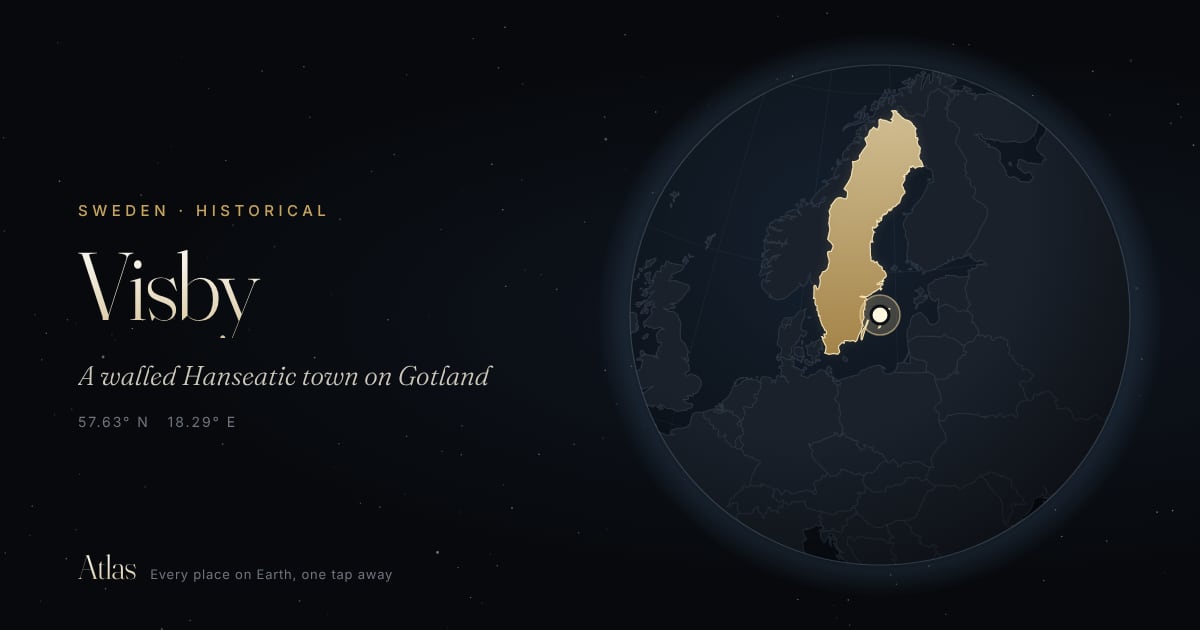 SWEDEN · HISTORICAL
Visby
A walled Hanseatic town on Gotland
57.63° N 18.29° E
Atlas Every place on Earth, one tap away